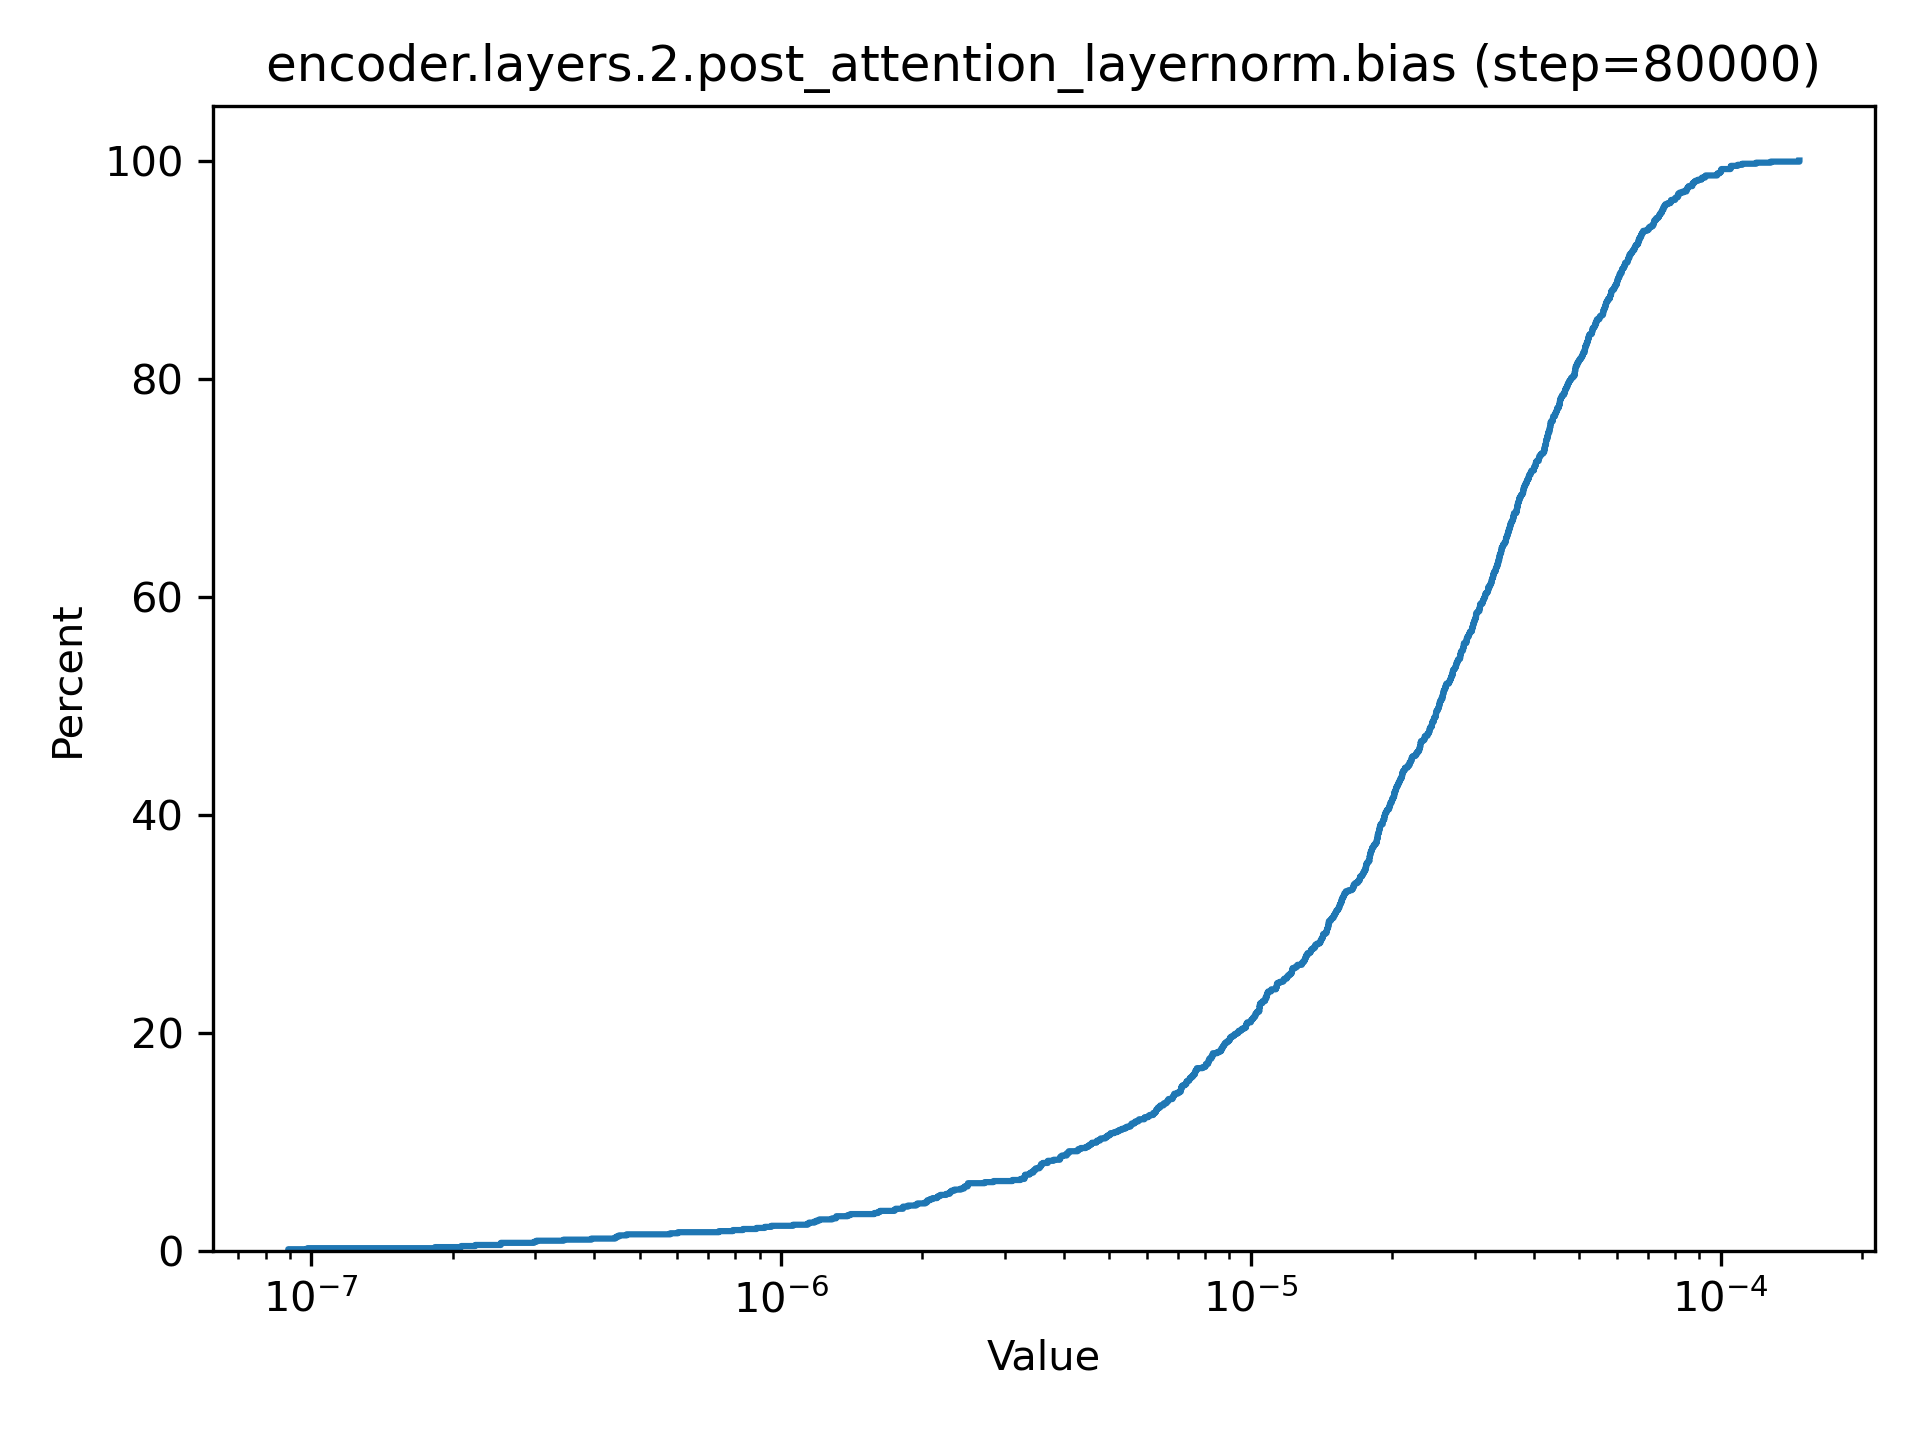 encoder.layers.2.post_attention_layernorm.bias (step=80000)
100
80
60
40
20
0
Percent
10⁻⁷ 10⁻⁶ 10⁻⁵ 10⁻⁴
Value